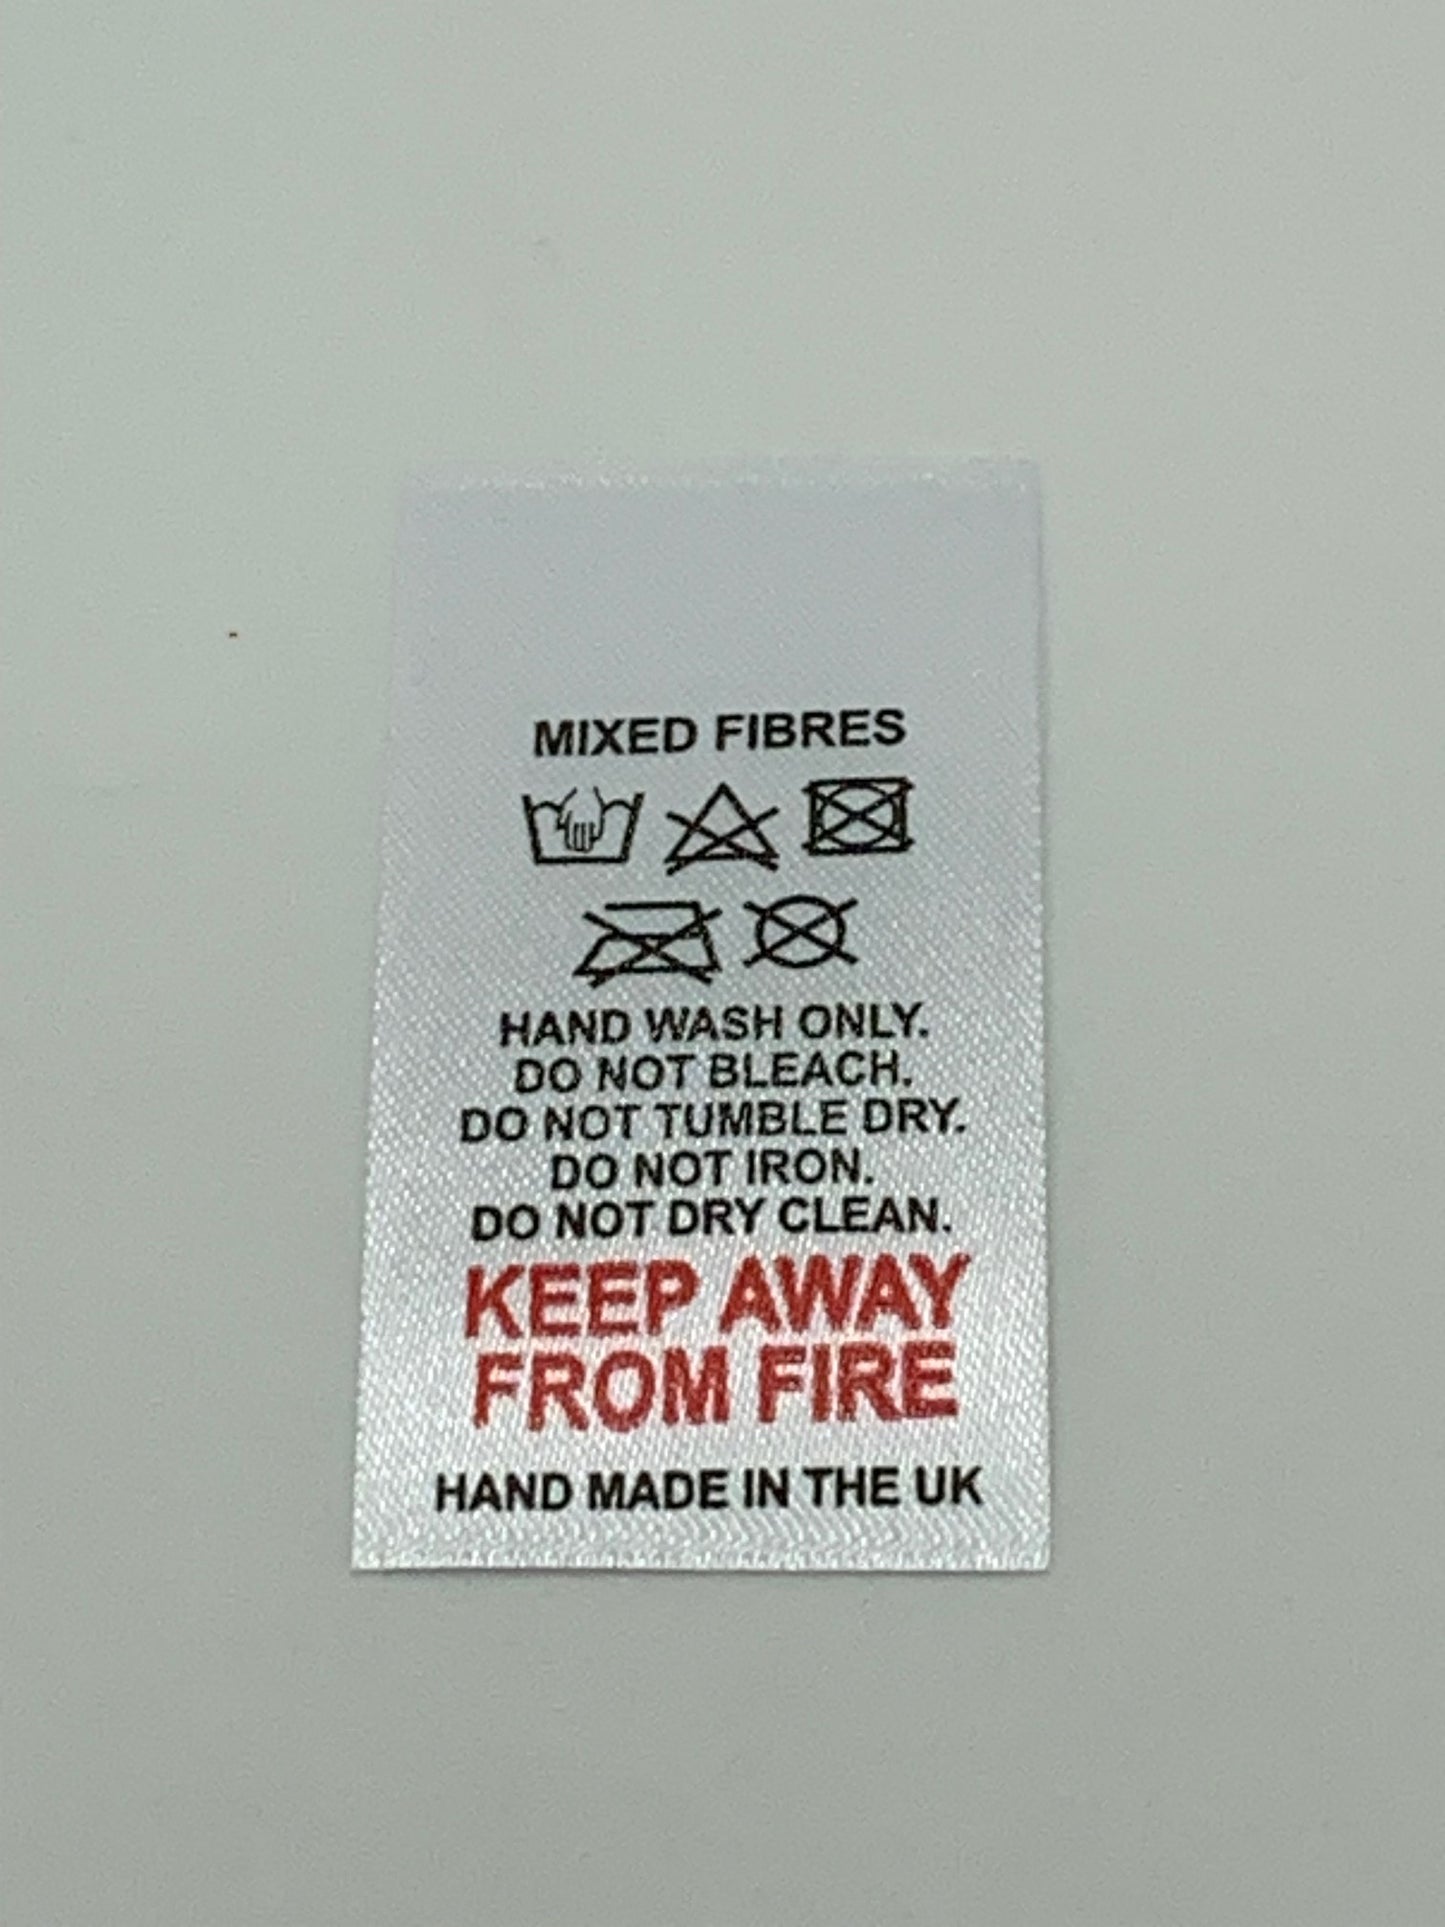 MIXED FIBRES
HAND WASH ONLY.
DO NOT BLEACH.
DO NOT TUMBLE DRY.
DO NOT IRON.
DO NOT DRY CLEAN.
KEEP AWAY
FROM FIRE
HAND MADE IN THE UK